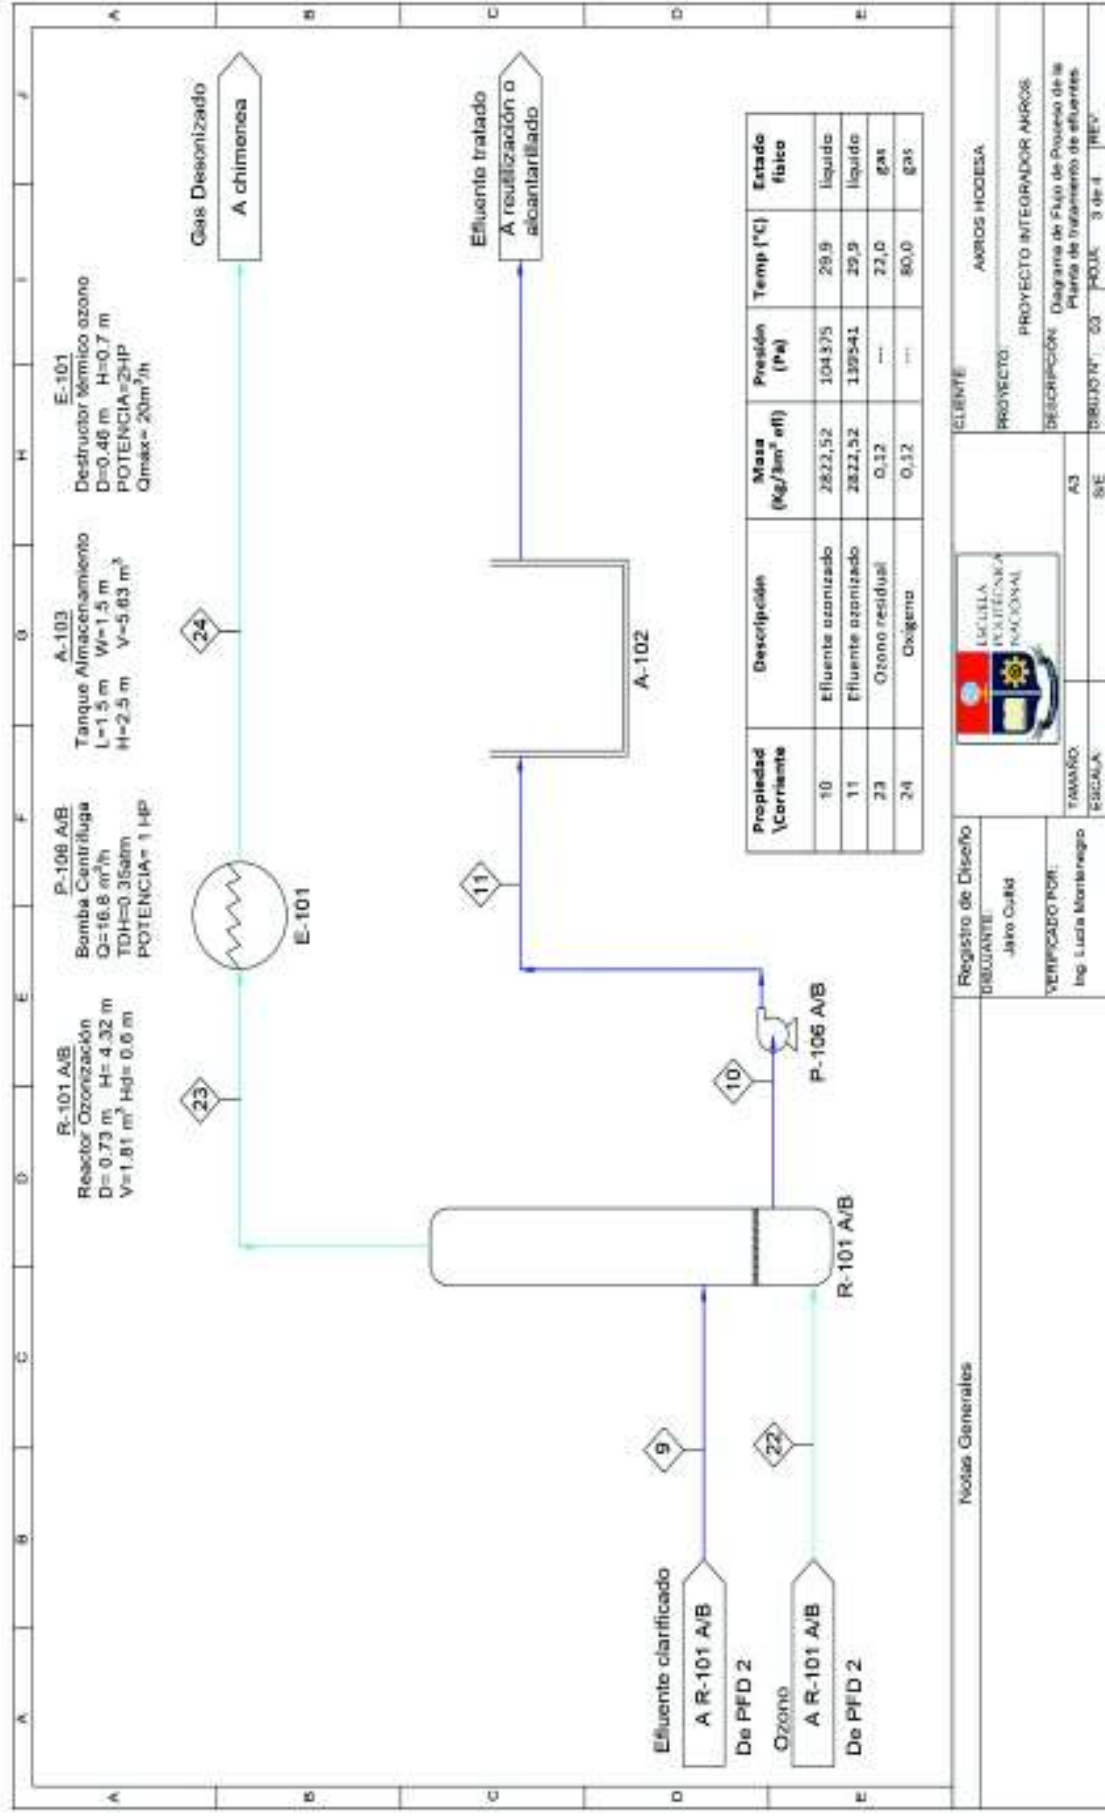 A
B
C
D
E
F
G
H
I
J
R-101 A/B
Reactor Ozonización
D= 0.73 m H= 4.32 m
V=1.81 m³ Hd= 0.6 m
P-106 A/B
Bomba Centrífuga
Q=16.6 m³/h
TDH=0.35atm
POTENCIA= 1 HP
A-103
Tanque Almacenamiento
L=1.5 m W=1.5 m
H=2.5 m V=5.63 m³
E-101
Destructor térmico ozono
D=0.46 m H=0.7 m
POTENCIA=2HP
Qmáx= 20m³/h
Gas Desonizado
A chimenea
23
24
E-101
Efluente tratado
A reutilización o
alcantarillado
11
A-102
10
P-106 A/B
R-101 A/B
9
22
Efluente clarificado
A R-101 A/B
De PFD 2
Ozono
A R-101 A/B
De PFD 2
Propiedad \Corriente Descripción Masa (Kg/3m³ efl) Presión (Pa) Temp (°C) Estado físico
10 Efluente ozonizado 2822,52 104375 29,9 líquido
11 Efluente ozonizado 2822,52 139541 29,9 líquido
23 Ozono residual 0,12 --- 22,0 gas
24 Oxígeno 0,12 --- 80,0 gas
A
B
C
D
E
A
B
C
D
E
Notas Generales
Registro de Diseño
DIBUJANTE:
VERIFICADO POR:
Ing. Lucía Montenegro
ESCUELA
POLITÉCNICA
NACIONAL
TAMAÑO: A3
ESCALA: S/E
CLIENTE:
AKROS HODESA
PROYECTO:
PROYECTO INTEGRADOR AKROS
DESCRIPCIÓN: Diagrama de Flujo de Proceso de la
Planta de tratamiento de efluentes
DIBUJO N°: 03 HOJA: 3 de 4 REV: